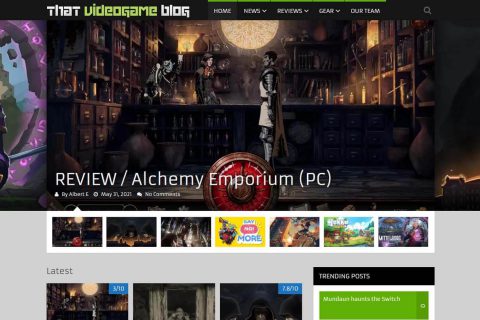 THAT VIDEOGAME BLOG
HOME NEWS REVIEWS GEAR OUR TEAM
REVIEW / Alchemy Emporium (PC)
By Albert E May 31, 2021 No Comments
SAY NO! MORE
Latest
TRENDING POSTS
3/10
7.8/10
Mundaun haunts the Switch